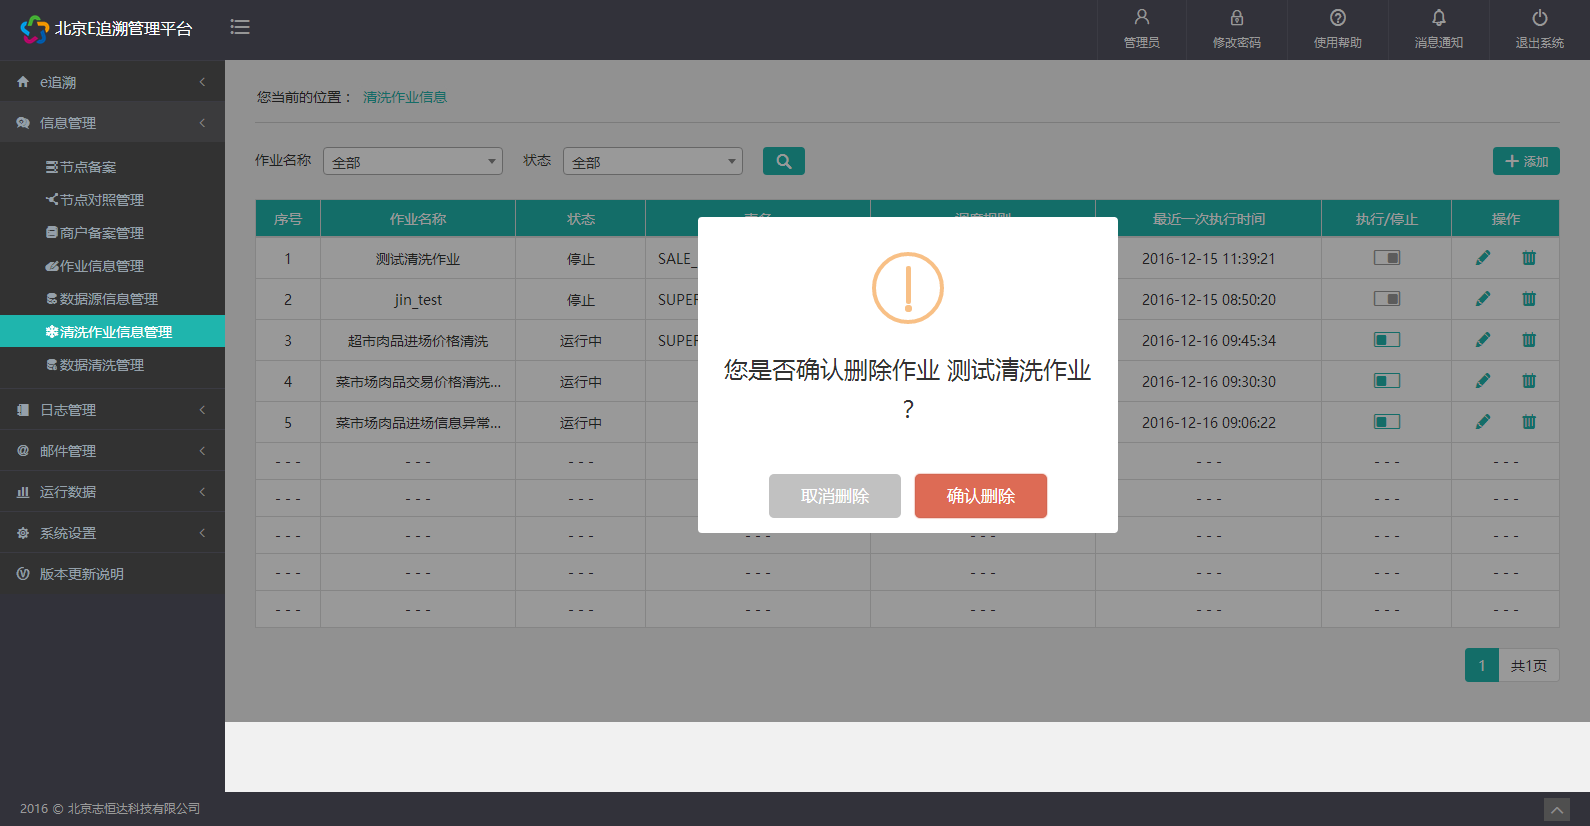 北京E追溯管理平台
管理员
修改密码
使用帮助
消息通知
退出系统
e追溯
信息管理
节点备案
节点对照管理
商户备案管理
作业信息管理
数据源信息管理
清洗作业信息管理
数据清洗管理
日志管理
邮件管理
运行数据
系统设置
版本更新说明
您当前的位置： 清洗作业信息
作业名称 全部 状态 全部 添加
序号 作业名称 状态 最近一次执行时间 执行/停止 操作
1 测试清洗作业 停止 SALE_ 2016-12-15 11:39:21
2 jin_test 停止 SUPER 2016-12-15 08:50:20
3 超市肉品进场价格清洗 运行中 SUPER 2016-12-16 09:45:34
4 菜市场肉品交易价格清洗... 运行中 2016-12-16 09:30:30
5 菜市场肉品进场信息异常... 运行中 2016-12-16 09:06:22
- - - - - - - - - - - - - - - - - -
- - - - - - - - - - - - - - - - - -
- - - - - - - - - - - - - - - - - - - - - - - -
- - - - - - - - - - - - - - - - - - - - - - - -
- - - - - - - - - - - - - - - - - - - - - - - -
您是否确认删除作业 测试清洗作业
？
取消删除 确认删除
1 共1页
2016 © 北京志恒达科技有限公司